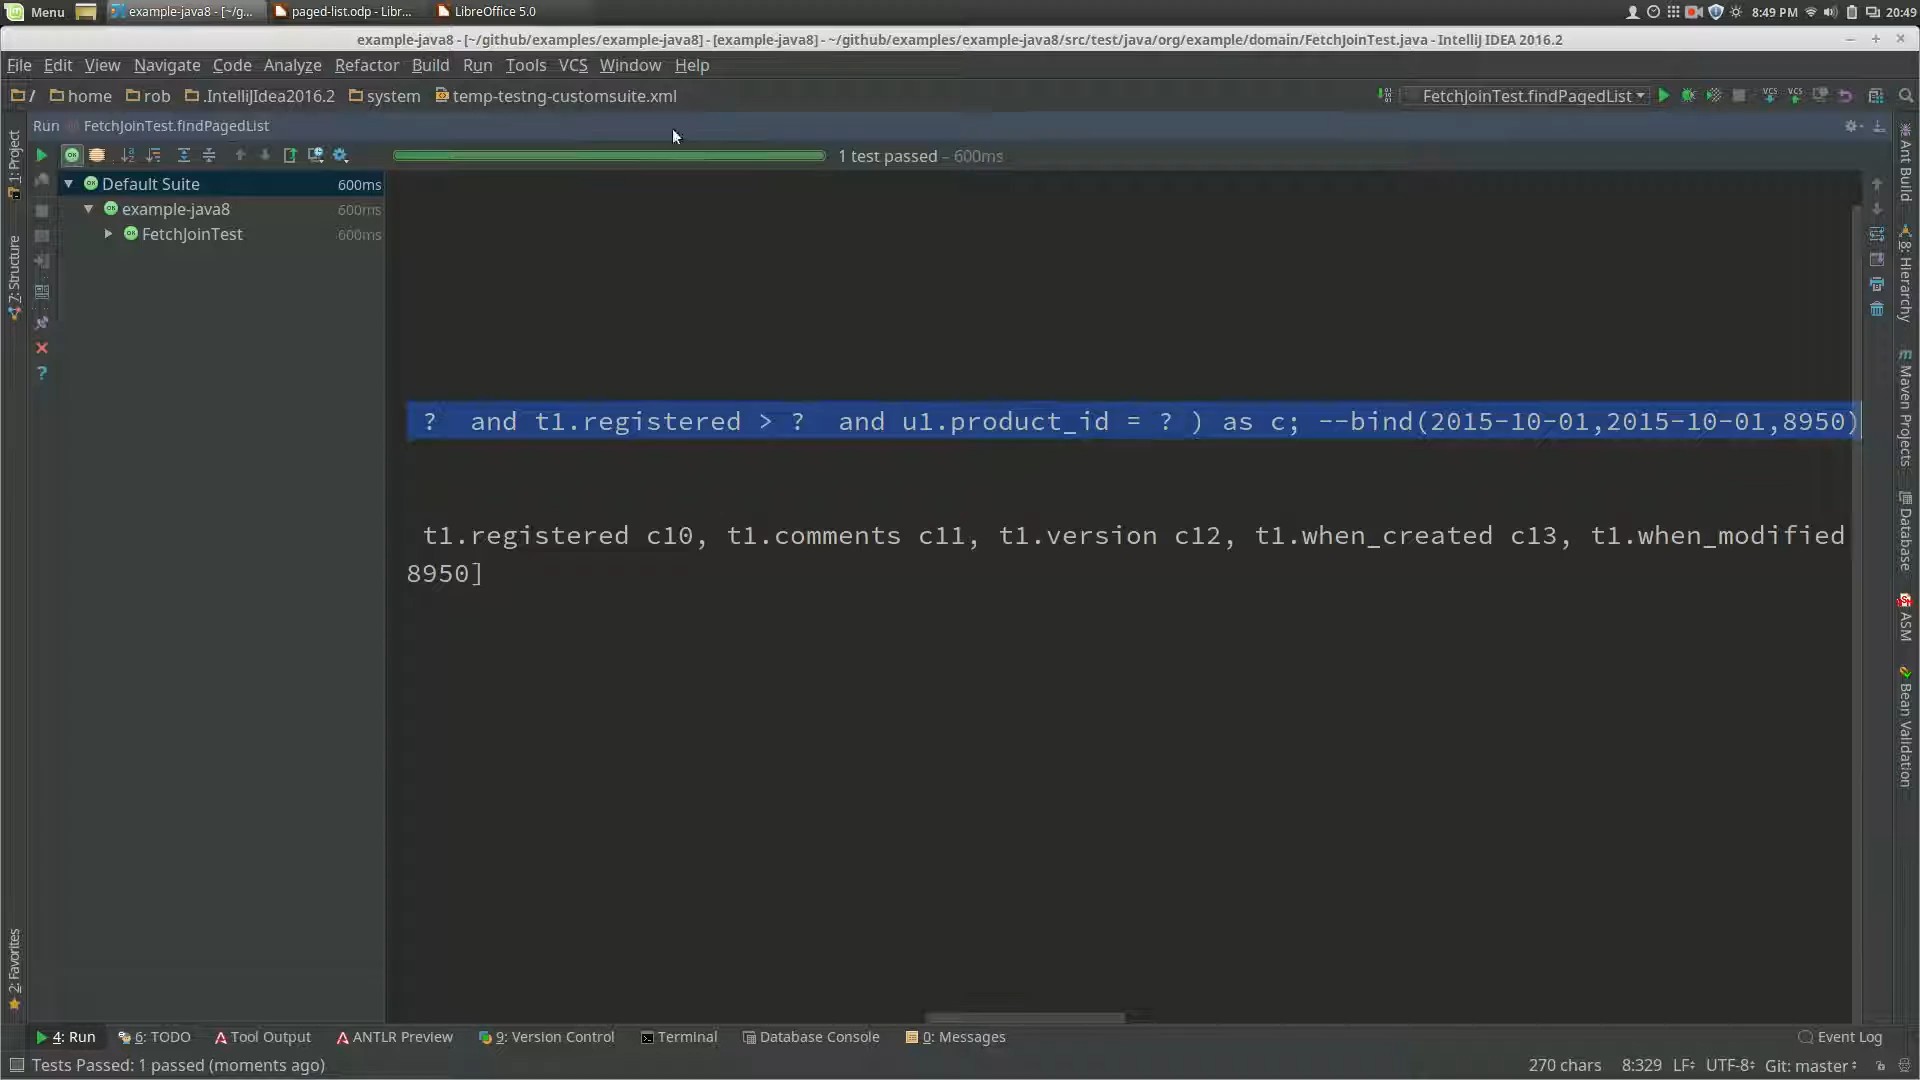 Menu
example-java8 - [~/g...
paged-list.odp - Libr...
LibreOffice 5.0
8:49 PM
20:49
example-java8 - [~/github/examples/example-java8] - [example-java8] - ~/github/examples/example-java8/src/test/java/org/example/domain/FetchJoinTest.java - IntelliJ IDEA 2016.2
File Edit View Navigate Code Analyze Refactor Build Run Tools VCS Window Help
/ home rob .IntelliJIdea2016.2 system temp-testng-customsuite.xml
FetchJoinTest.findPagedList
VCS VCS
Run FetchJoinTest.findPagedList
1 test passed – 600ms
Default Suite 600ms
example-java8 600ms
FetchJoinTest 600ms
? and t1.registered > ? and u1.product_id = ? ) as c; --bind(2015-10-01,2015-10-01,8950)
t1.registered c10, t1.comments c11, t1.version c12, t1.when_created c13, t1.when_modified
8950]
1: Project
7: Structure
2: Favorites
Ant Build
8: Hierarchy
Maven Projects
Database
ASM
Bean Validation
4: Run
6: TODO
Tool Output
ANTLR Preview
9: Version Control
Terminal
Database Console
0: Messages
Event Log
Tests Passed: 1 passed (moments ago)
270 chars 8:329 LF UTF-8 Git: master